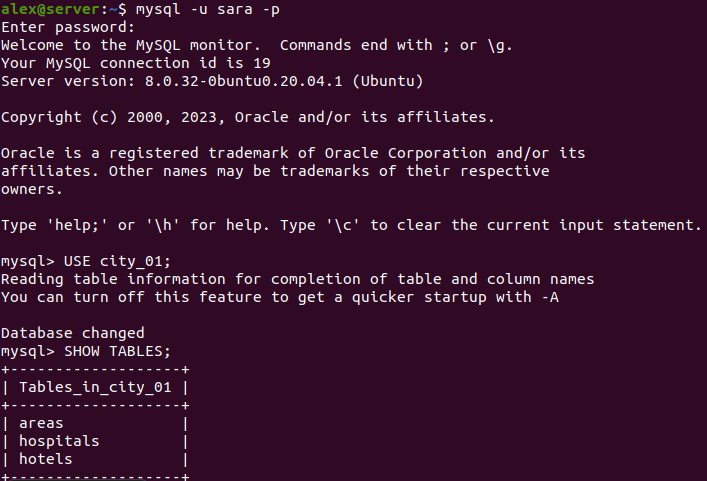 alex@server:~$ mysql -u sara -p
Enter password:
Welcome to the MySQL monitor.  Commands end with ; or \g.
Your MySQL connection id is 19
Server version: 8.0.32-0buntu0.20.04.1 (Ubuntu)

Copyright (c) 2000, 2023, Oracle and/or its affiliates.

Oracle is a registered trademark of Oracle Corporation and/or its
affiliates. Other names may be trademarks of their respective
owners.

Type 'help;' or '\h' for help. Type '\c' to clear the current input statement.

mysql> USE city_01;
Reading table information for completion of table and column names
You can turn off this feature to get a quicker startup with -A

Database changed
mysql> SHOW TABLES;
+-------------------+
| Tables_in_city_01 |
+-------------------+
| areas             |
| hospitals         |
| hotels            |
+-------------------+